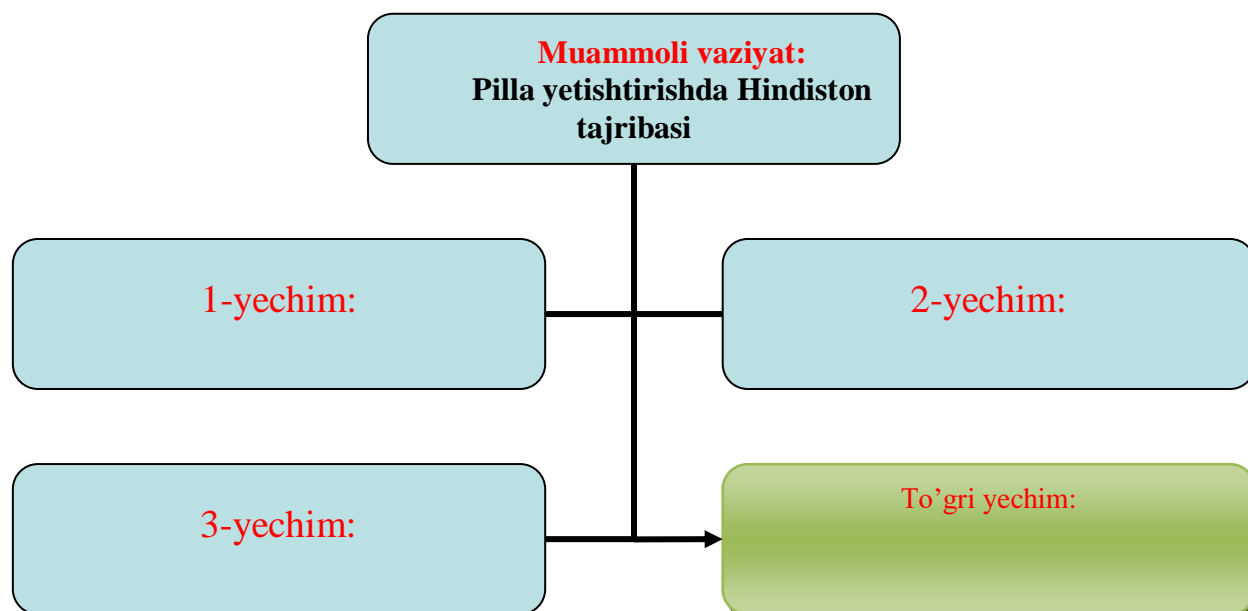 Muammoli vaziyat:
Pilla yetishtirishda Hindiston
tajribasi
1-yechim:
2-yechim:
3-yechim:
To’gri yechim: